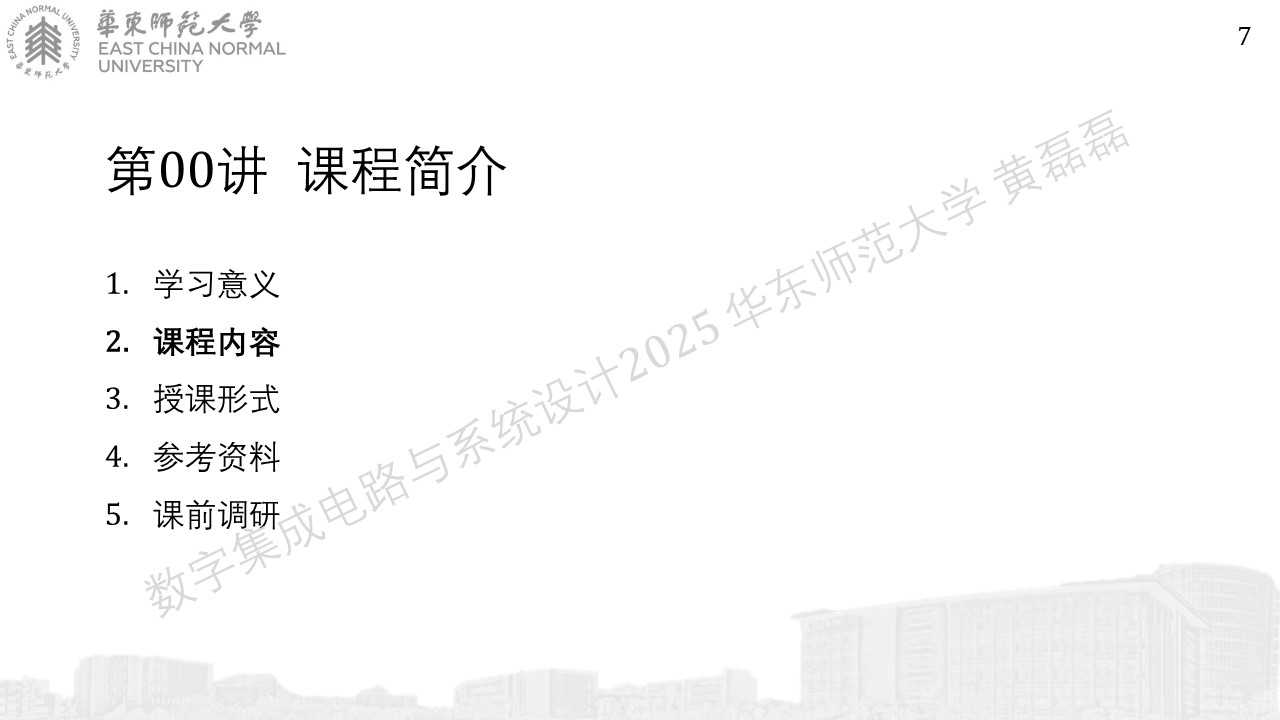 華東師範大學
EAST CHINA NORMAL
UNIVERSITY
EAST CHINA NORMAL UNIVERSITY
華東师范大学
7
第00讲 课程简介
1. 学习意义
2. 课程内容
3. 授课形式
4. 参考资料
5. 课前调研
数字集成电路与系统设计2025 华东师范大学 黄磊磊